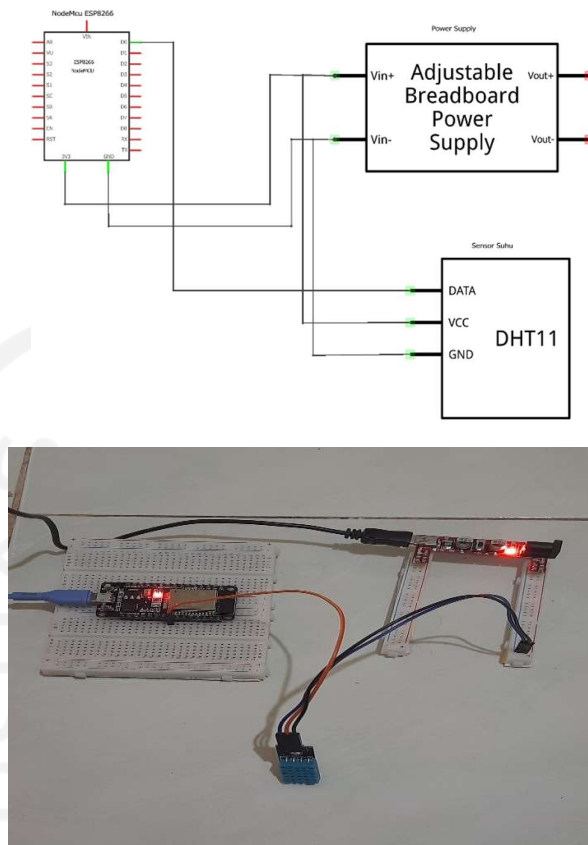 NodeMcu ESP8266
VIN
A0
D0
VU
D1
S3
D2
S2
D3
S1
D4
SC
D5
S0
D6
SK
D7
EN
D8
RST
RX
TX
ESP8266
NodeMCU
3V3
GND
Power Supply
Vin+
Vin-
Adjustable
Breadboard
Power
Supply
Vout+
Vout-
Sensor Suhu
DATA
VCC
GND
DHT11